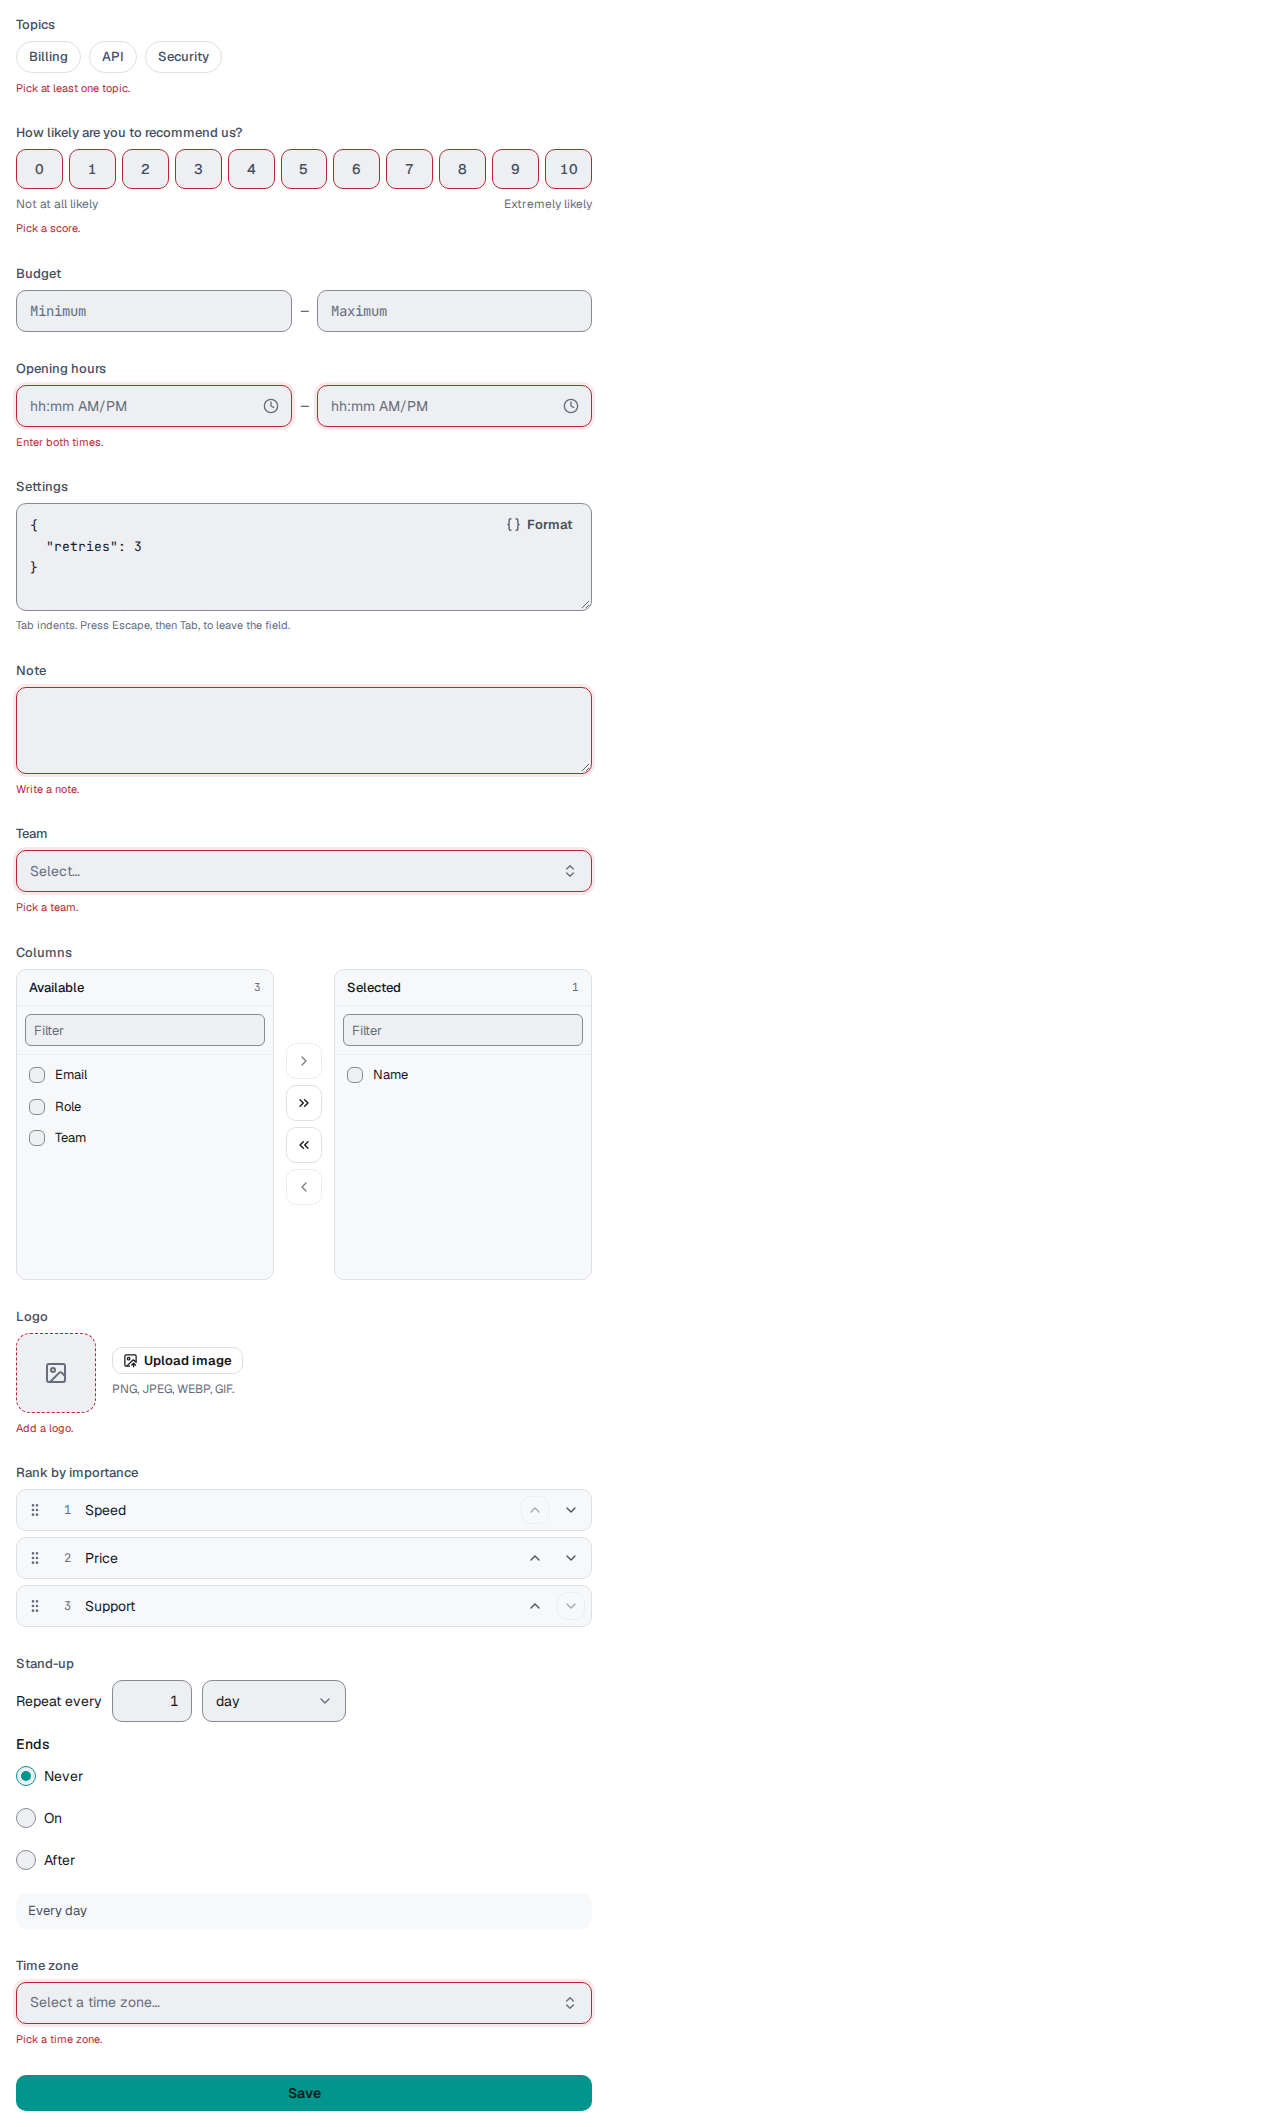 Topics
Billing API Security
Pick at least one topic.
How likely are you to recommend us?
0 1 2 3 4 5 6 7 8 9 10
Not at all likely Extremely likely
Pick a score.
Budget
Minimum – Maximum
Opening hours
hh:mm AM/PM – hh:mm AM/PM
Enter both times.
Settings
{
Format
"retries": 3
}
Tab indents. Press Escape, then Tab, to leave the field.
Note
Write a note.
Team
Select…
Pick a team.
Columns
Available 3 Selected 1
Filter Filter
Email Name
Role
Team
Logo
Upload image
PNG, JPEG, WEBP, GIF.
Add a logo.
Rank by importance
1 Speed
2 Price
3 Support
Stand-up
Repeat every 1 day
Ends
Never
On
After
Every day
Time zone
Select a time zone…
Pick a time zone.
Save